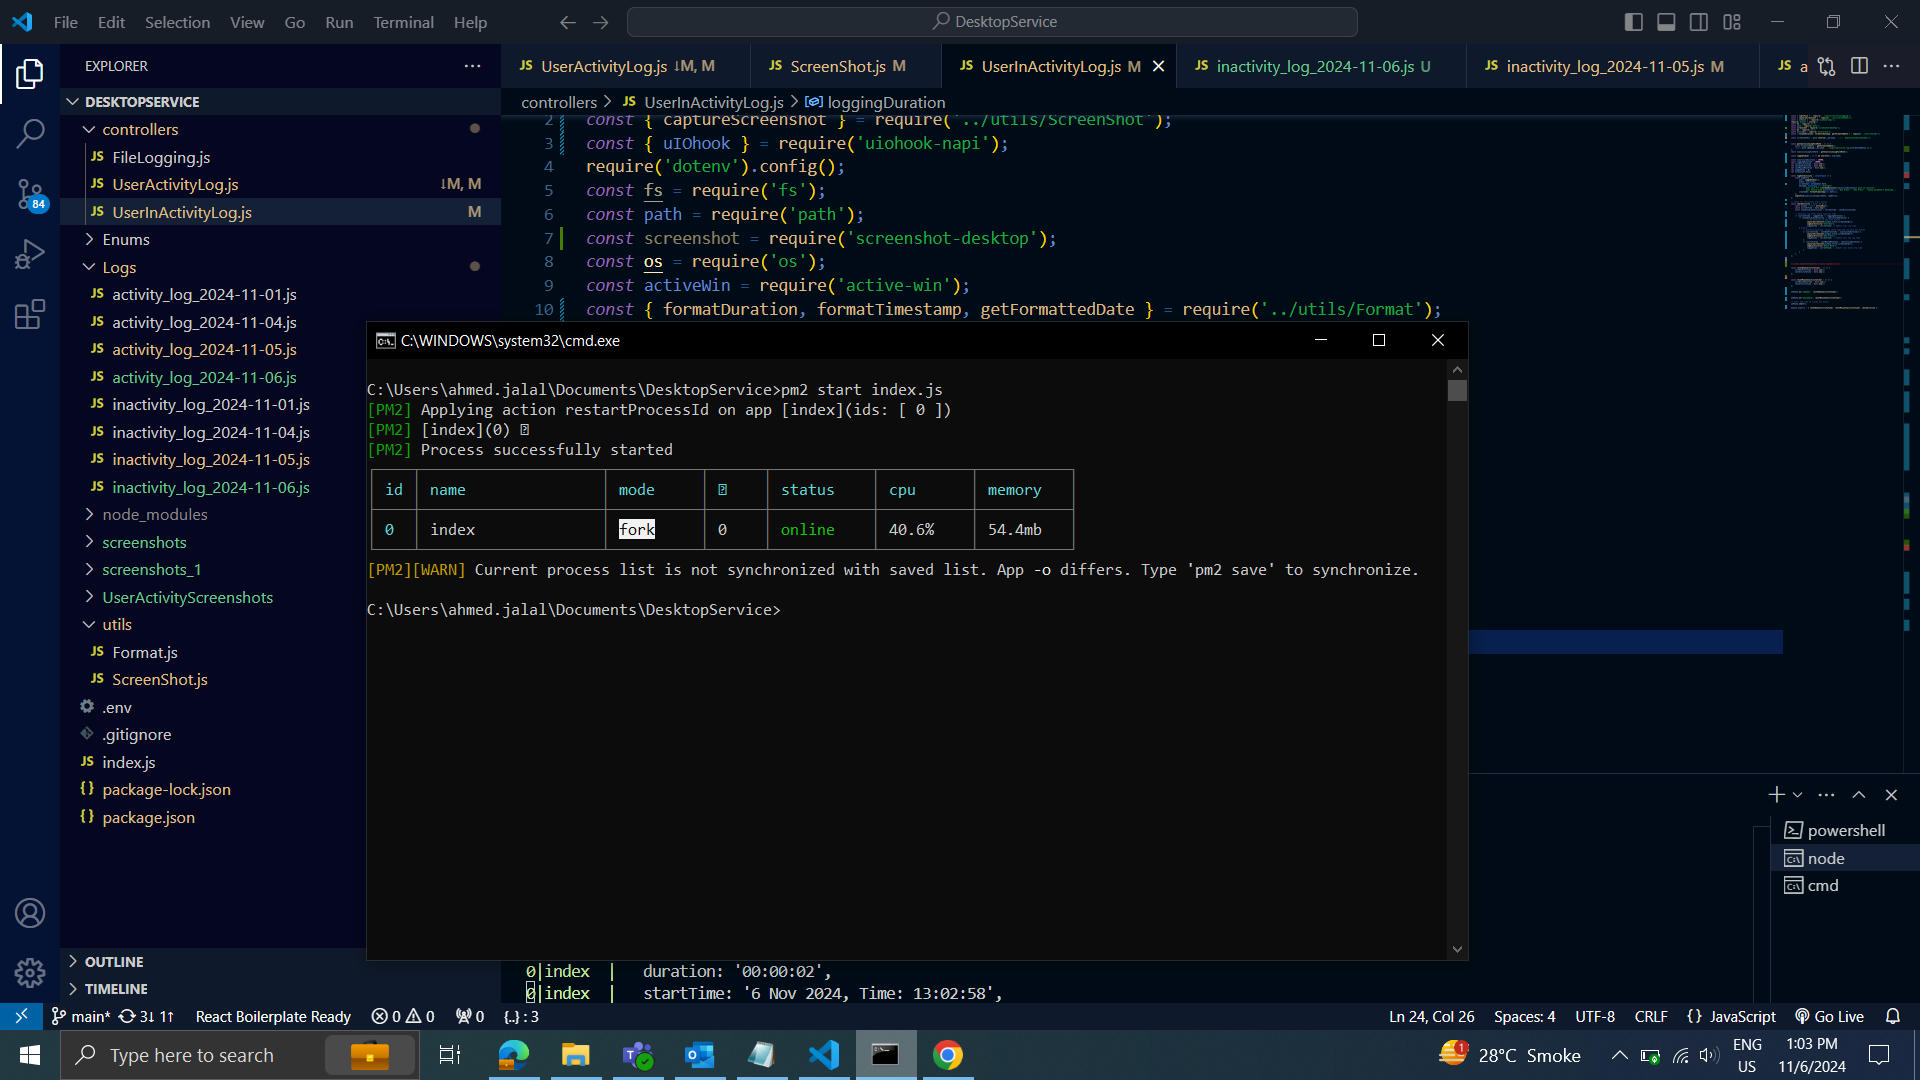 File Edit Selection View Go Run Terminal Help
DesktopService
EXPLORER
DESKTOPSERVICE
controllers
JS FileLogging.js
JS UserActivityLog.js ↓M, M
JS UserInActivityLog.js M
Enums
Logs
JS activity_log_2024-11-01.js
JS activity_log_2024-11-04.js
JS activity_log_2024-11-05.js
JS activity_log_2024-11-06.js
JS inactivity_log_2024-11-01.js
JS inactivity_log_2024-11-04.js
JS inactivity_log_2024-11-05.js
JS inactivity_log_2024-11-06.js
node_modules
screenshots
screenshots_1
UserActivityScreenshots
utils
JS Format.js
JS ScreenShot.js
.env
.gitignore
JS index.js
{} package-lock.json
{} package.json
84
OUTLINE
TIMELINE
JS UserActivityLog.js ↓M, M
JS ScreenShot.js M
JS UserInActivityLog.js M
JS inactivity_log_2024-11-06.js U
JS inactivity_log_2024-11-05.js M
JS a
controllers > JS UserInActivityLog.js > loggingDuration
2 const { captureScreenshot } = require('../utils/ScreenShot');
3 const { uIOhook } = require('uiohook-napi');
4 require('dotenv').config();
5 const fs = require('fs');
6 const path = require('path');
7 const screenshot = require('screenshot-desktop');
8 const os = require('os');
9 const activeWin = require('active-win');
10 const { formatDuration, formatTimestamp, getFormattedDate } = require('../utils/Format');
C:\WINDOWS\system32\cmd.exe
C:\Users\ahmed.jalal\Documents\DesktopService>pm2 start index.js
[PM2] Applying action restartProcessId on app [index](ids: [ 0 ])
[PM2] [index](0)
[PM2] Process successfully started
id name mode status cpu memory
0 index fork 0 online 40.6% 54.4mb
[PM2][WARN] Current process list is not synchronized with saved list. App -o differs. Type 'pm2 save' to synchronize.
C:\Users\ahmed.jalal\Documents\DesktopService>
powershell
node
cmd
0|index | duration: '00:00:02',
0|index | startTime: '6 Nov 2024, Time: 13:02:58',
main* 3↓ 1↑ React Boilerplate Ready 0 0 0 {..} : 3
Ln 24, Col 26 Spaces: 4 UTF-8 CRLF {} JavaScript Go Live
Type here to search
1
28°C Smoke
ENG
US
1:03 PM
11/6/2024